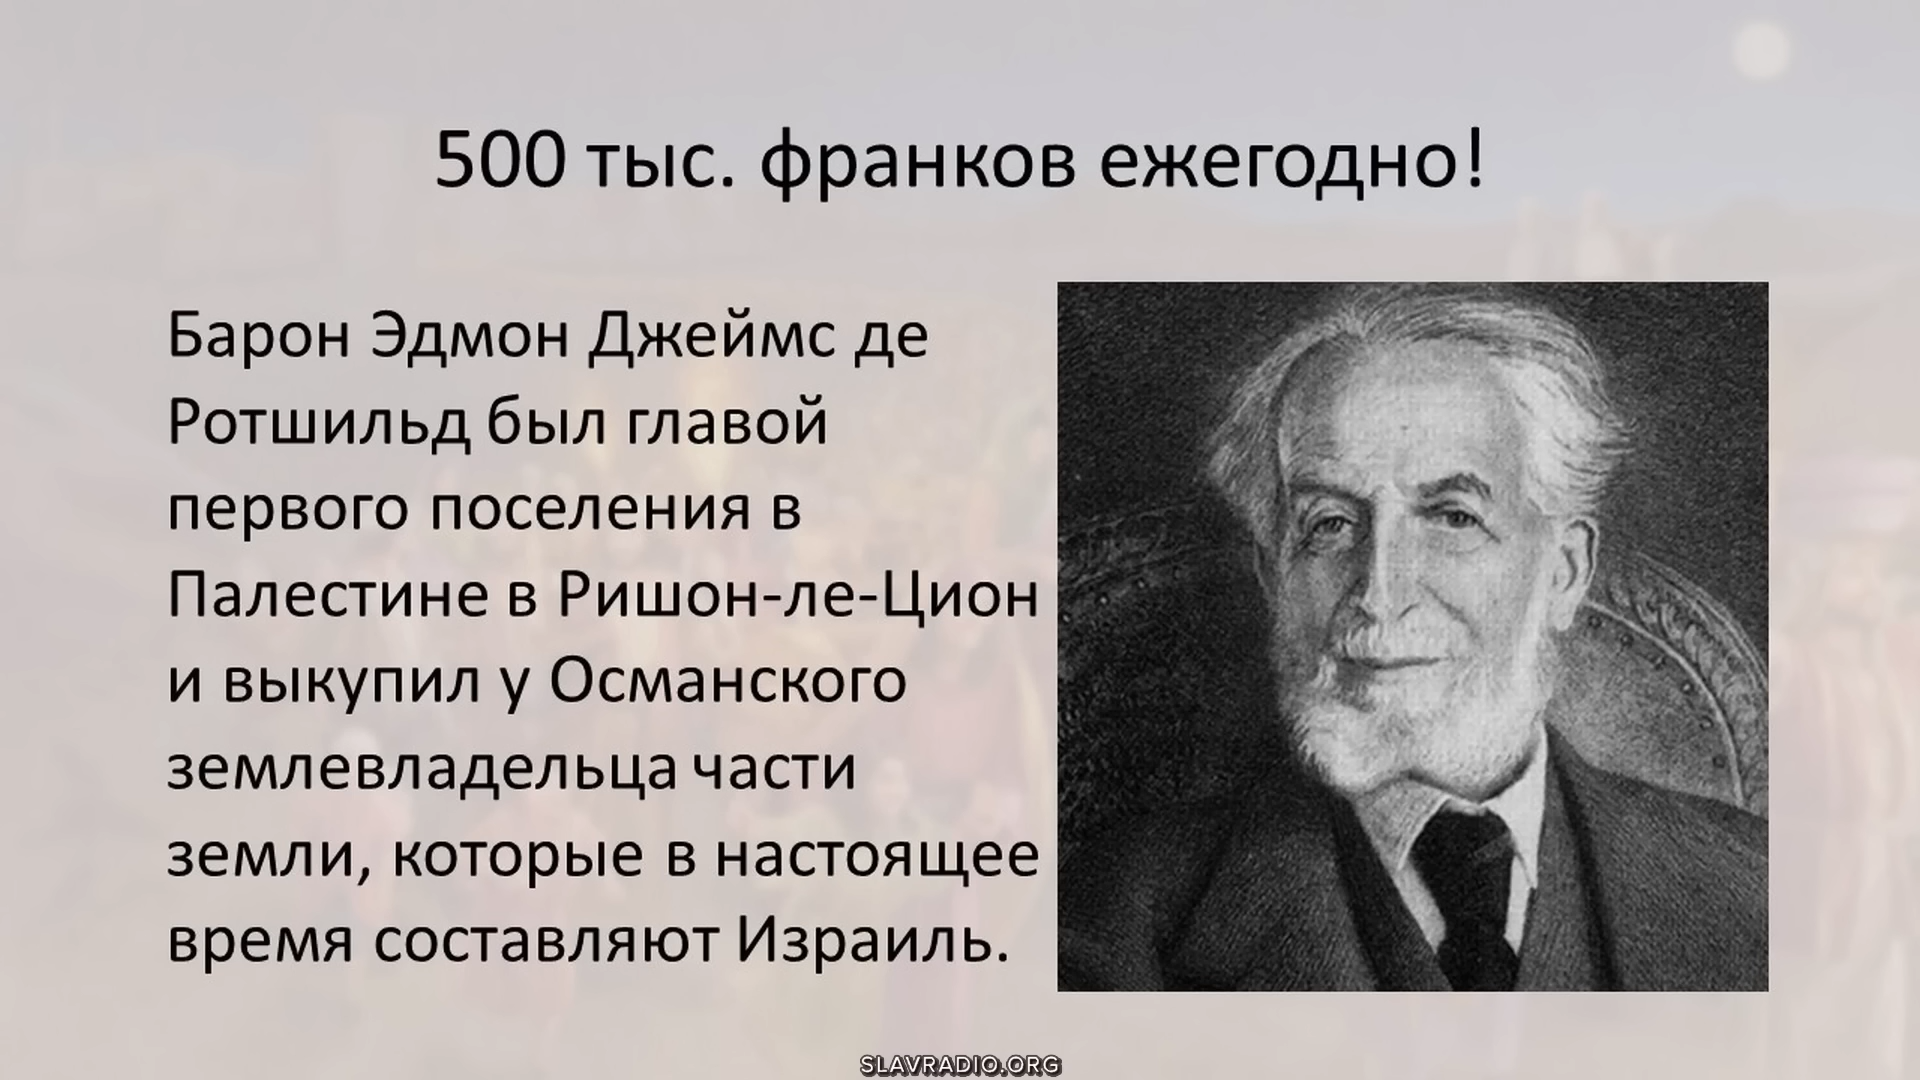 500 тыс. франков ежегодно!
Барон Эдмон Джеймс де
Ротшильд был главой
первого поселения в
Палестине в Ришон-ле-Цион
и выкупил у Османского
землевладельца части
земли, которые в настоящее
время составляют Израиль.
SLAVRADIO.ORG